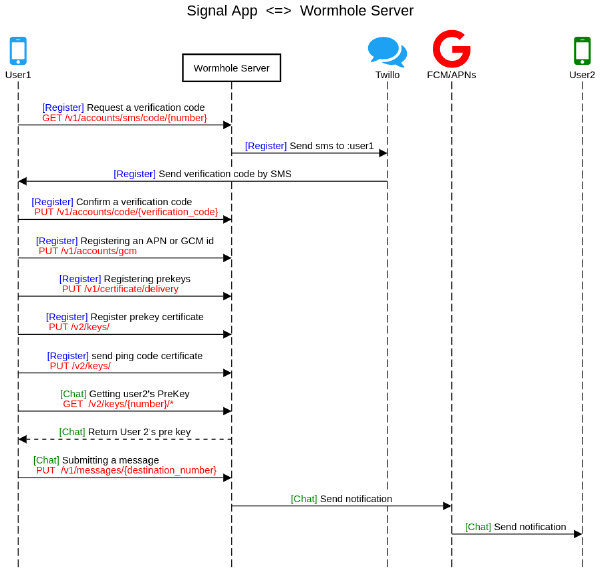 Signal App <=> Wormhole Server
User1
Wormhole Server
Twillo
FCM/APNs
User2
[Register] Request a verification code
GET /v1/accounts/sms/code/{number}
[Register] Send sms to :user1
[Register] Send verification code by SMS
[Register] Confirm a verification code
PUT /v1/accounts/code/{verification_code}
[Register] Registering an APN or GCM id
PUT /v1/accounts/gcm
[Register] Registering prekeys
PUT /v1/certificate/delivery
[Register] Register prekey certificate
PUT /v2/keys/
[Register] send ping code certificate
PUT /v2/keys/
[Chat] Getting user2's PreKey
GET /v2/keys/{number}/*
[Chat] Return User 2's pre key
[Chat] Submitting a message
PUT /v1/messages/{destination_number}
[Chat] Send notification
[Chat] Send notification